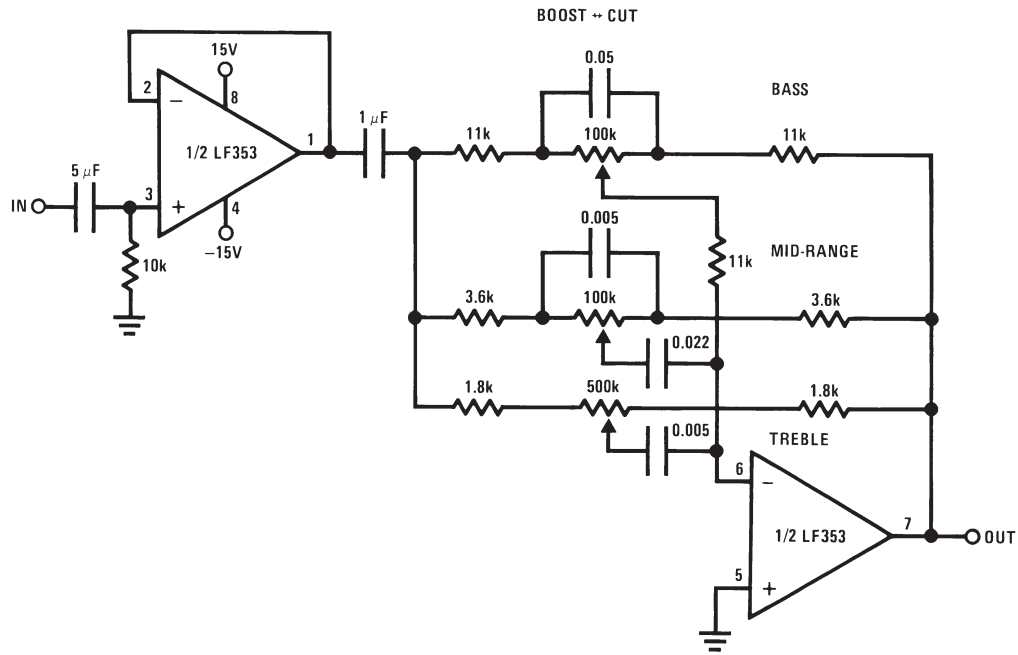 BOOST ↔ CUT
15V
0.05
BASS
2
−
8
1
1 μF
11k
100k
11k
1/2 LF353
5 μF
IN
3
+
4
−15V
10k
0.005
11k
MID-RANGE
3.6k
100k
3.6k
0.022
1.8k
500k
1.8k
0.005
TREBLE
6
−
7
1/2 LF353
OUT
5
+